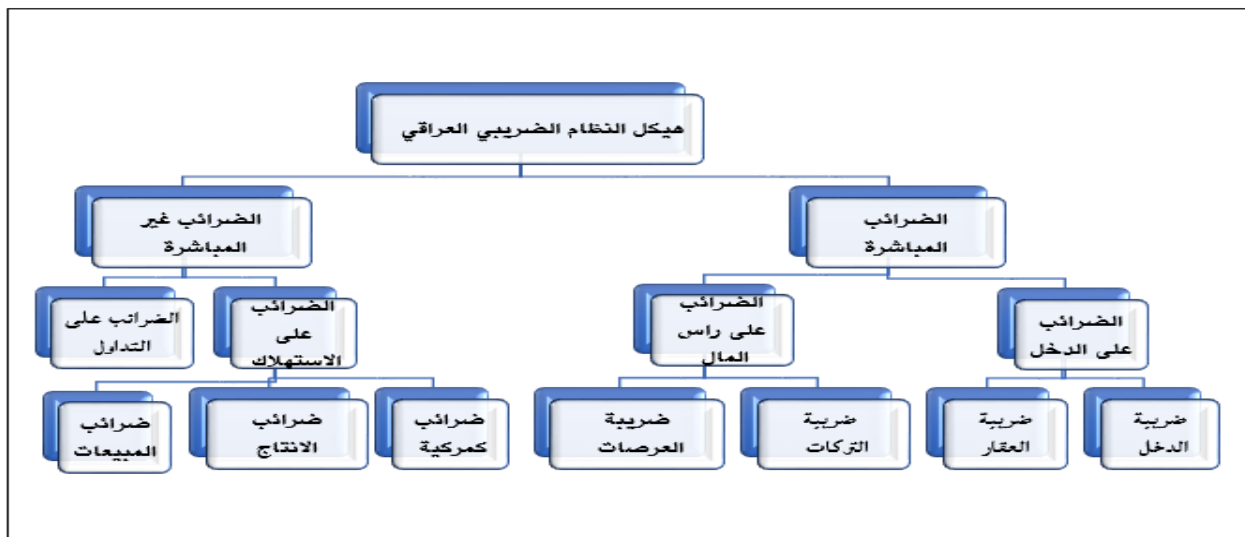 هيكل النظام الضريبي العراقي
الضرائب
المباشرة
الضرائب غير
المباشرة
الضرائب
على الدخل
الضرائب
على راس
المال
الضرائب
على
الاستهلاك
الضرائب على
التداول
ضريبة
الدخل
ضريبة
العقار
ضريبة
التركات
ضريبة
العرصات
ضرائب
كمركية
ضرائب
الانتاج
ضرائب
المبيعات